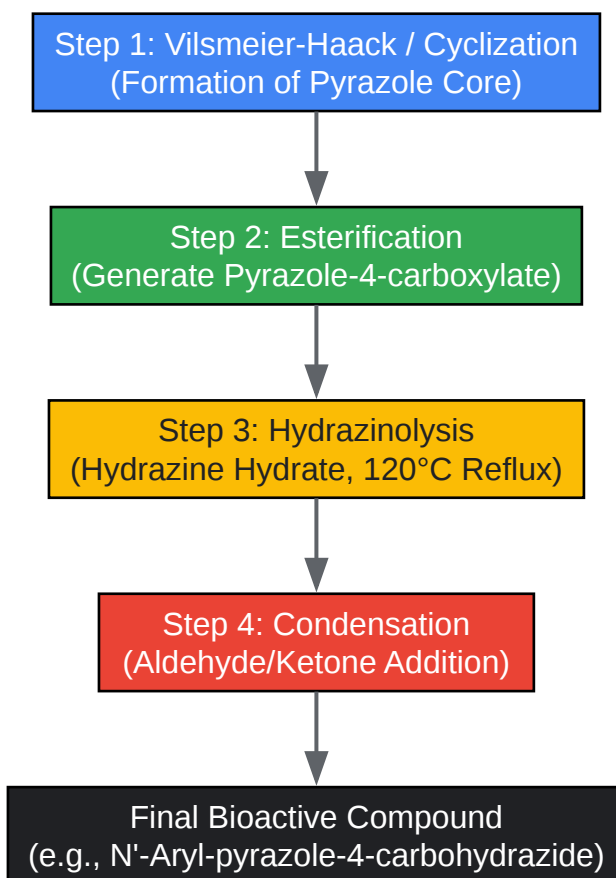 Step 1: Vilsmeier-Haack / Cyclization
(Formation of Pyrazole Core)
Step 2: Esterification
(Generate Pyrazole-4-carboxylate)
Step 3: Hydrazinolysis
(Hydrazine Hydrate, 120°C Reflux)
Step 4: Condensation
(Aldehyde/Ketone Addition)
Final Bioactive Compound
(e.g., N'-Aryl-pyrazole-4-carbohydrazide)